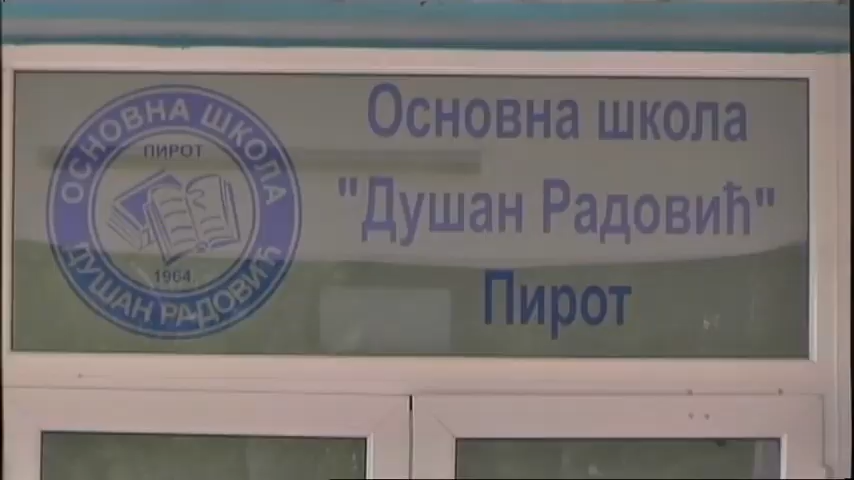 ОСНОВНА ШКОЛА
ПИРОТ
1964.
ДУШАН РАДОВИЋ
Основна школа
"Душан Радовић"
Пирот